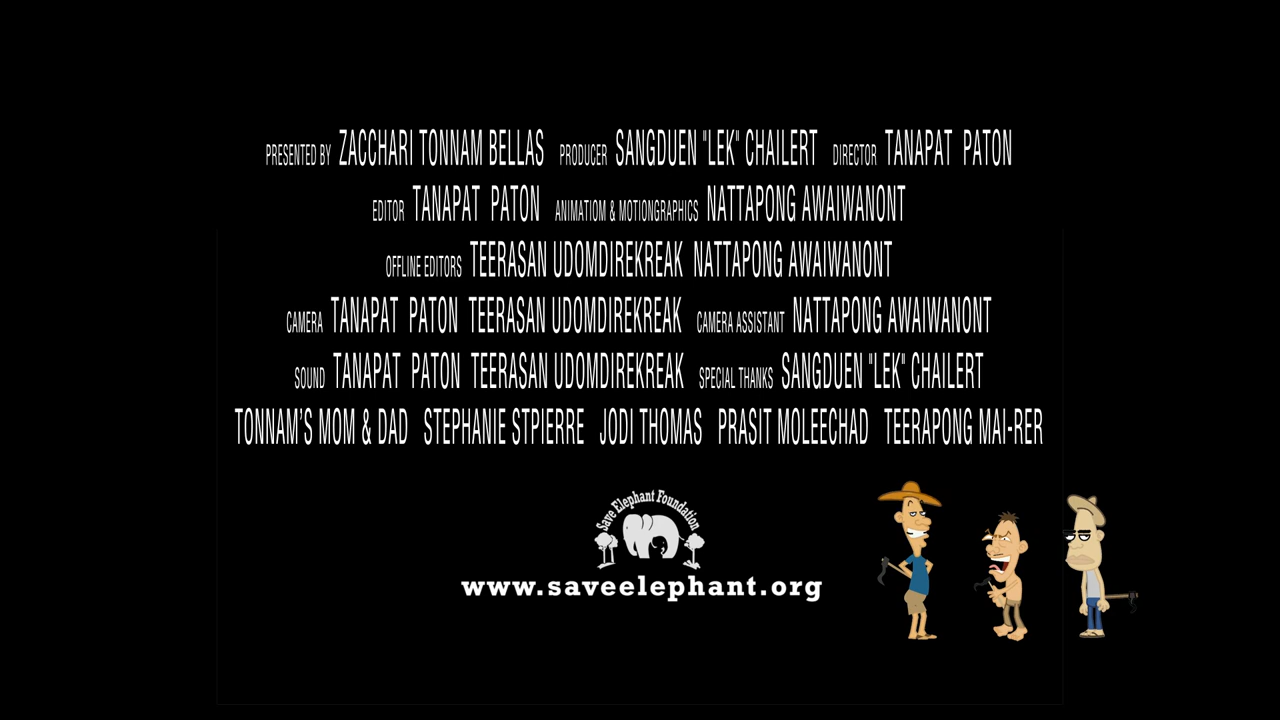 PRESENTED BY ZACCHARI TONNAM BELLAS PRODUCER SANGDUEN "LEK" CHAILERT DIRECTOR TANAPAT PATON
EDITOR TANAPAT PATON ANIMATIOM & MOTIONGRAPHICS NATTAPONG AWAIWANONT
OFFLINE EDITORS TEERASAN UDOMDIREKREAK NATTAPONG AWAIWANONT
CAMERA TANAPAT PATON TEERASAN UDOMDIREKREAK CAMERA ASSISTANT NATTAPONG AWAIWANONT
SOUND TANAPAT PATON TEERASAN UDOMDIREKREAK SPECIAL THANKS SANGDUEN "LEK" CHAILERT
TONNAM'S MOM & DAD STEPHANIE STPIERRE JODI THOMAS PRASIT MOLEECHAD TEERAPONG MAI-RER
Save Elephant Foundation
www.saveelephant.org